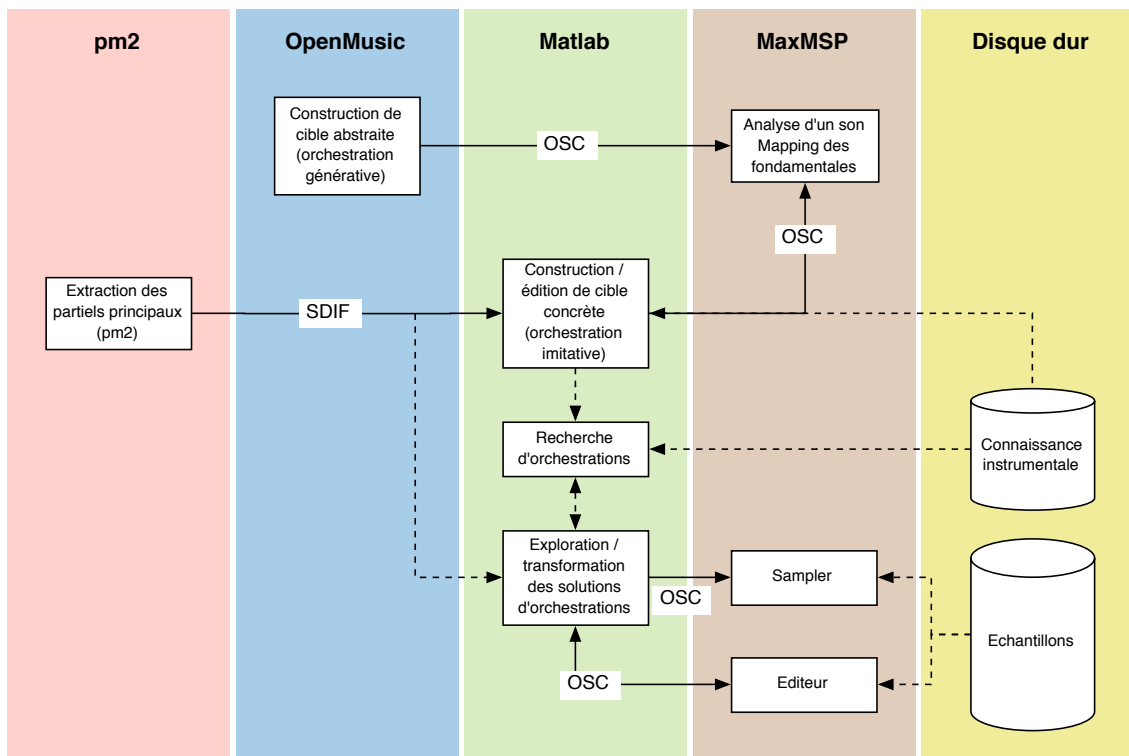 pm2
OpenMusic
Matlab
MaxMSP
Disque dur
Construction de
cible abstraite
(orchestration
générative)
OSC
Analyse d'un son
Mapping des
fondamentales
OSC
Extraction des
partiels principaux
(pm2)
SDIF
Construction /
édition de cible
concrète
(orchestration
imitative)
Recherche
d'orchestrations
Connaissance
instrumentale
Exploration /
transformation
des solutions
d'orchestrations
OSC
Sampler
Echantillons
OSC
Editeur